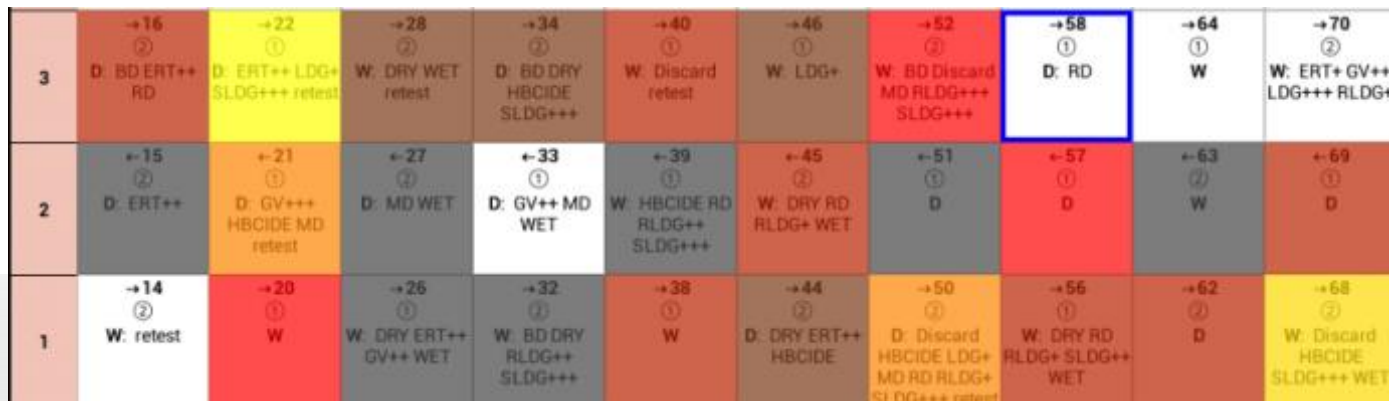 →16 →22 →28 →34 →40 →46 →52 →58 →64 →70
② ① ② ② ① ① ② ① ① ②
3 D: BD ERT++ D: ERT++ LDG+ W: DRY WET D: BD DRY W: Discard W: LDG+ W: BD Discard D: RD W W: ERT+ GV++
RD SLDG+++ retest retest HBCIDE retest MD RLDG+++ LDG+++ RLDG+
SLDG+++ SLDG+++
←15 ←21 ←27 ←33 ←39 ←45 ←51 ←57 ←63 ←69
② ① ② ① ① ② ① ① ② ①
2 D: ERT++ D: GV+++ D: MD WET D: GV++ MD W: HBCIDE RD W: DRY RD D D W D
HBCIDE MD WET RLDG++ RLDG+ WET
retest SLDG+++
→14 →20 →26 →32 →38 →44 →50 →56 →62 →68
② ① ① ② ① ② ② ① ② ②
1 W: retest W W: DRY ERT++ W: BD DRY W D: DRY ERT++ D: Discard W: DRY RD D W: Discard
GV++ WET RLDG++ HBCIDE HBCIDE LDG+ RLDG+ SLDG++ HBCIDE
SLDG+++ MD RD RLDG+ WET SLDG+++ WET
SLDG+++ retest